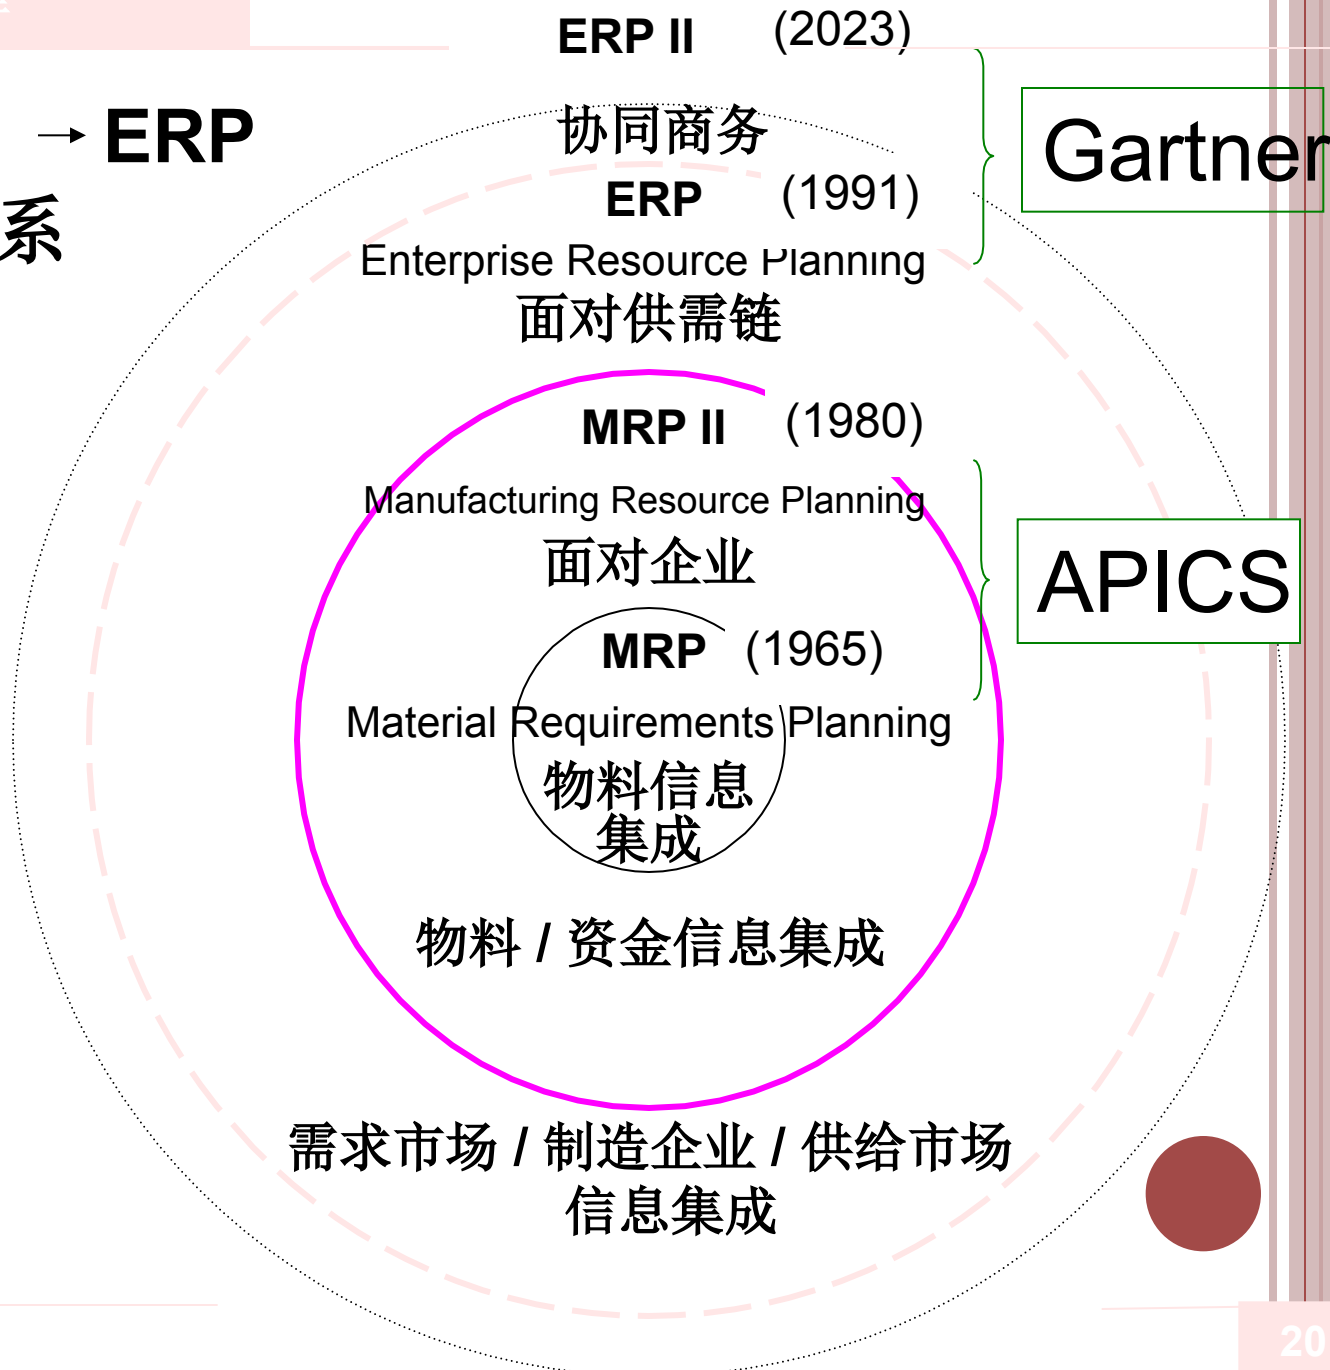 ERP II (2023)
→ ERP
协同商务
Gartner
ERP (1991)
系
Enterprise Resource Planning
面对供需链
MRP II (1980)
Manufacturing Resource Planning
面对企业
APICS
MRP (1965)
Material Requirements Planning
物料信息
集成
物料 / 资金信息集成
需求市场 / 制造企业 / 供给市场
信息集成
20